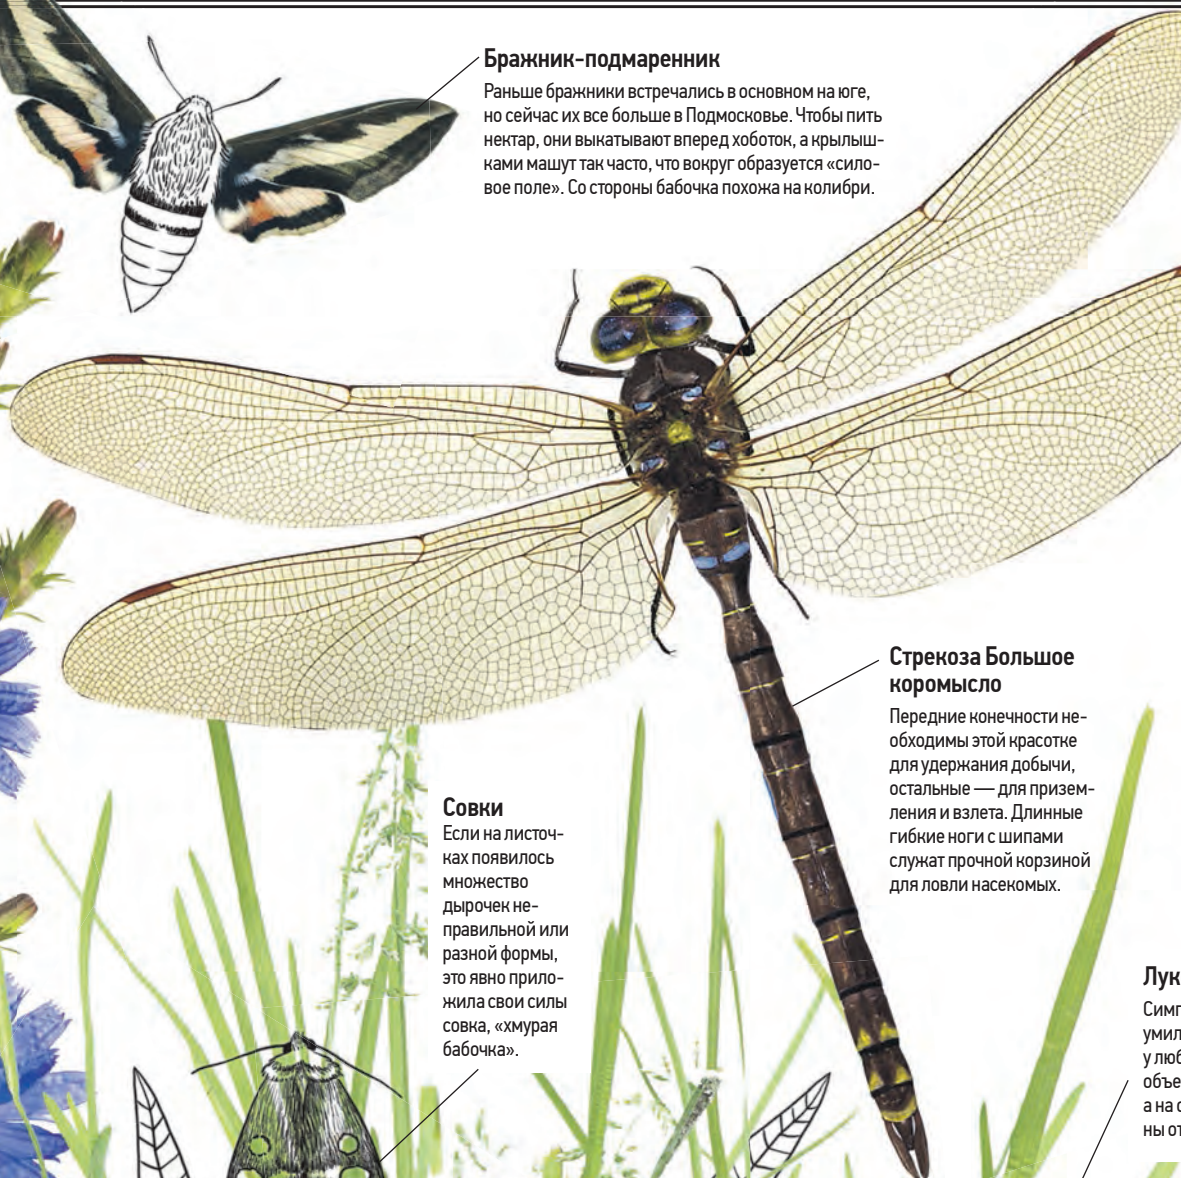 Бражник-подмаренник
Раньше бражники встречались в основном на юге,
но сейчас их все больше в Подмосковье. Чтобы пить
нектар, они выкатывают вперед хоботок, а крылыш-
ками машут так часто, что вокруг образуется «сило-
вое поле». Со стороны бабочка похожа на колибри.
Стрекоза Большое
коромысло
Передние конечности не-
обходимы этой красотке
для удержания добычи,
остальные — для призем-
ления и взлета. Длинные
гибкие ноги с шипами
служат прочной корзиной
для ловли насекомых.
Совки
Если на листоч-
ках появилось
множество
дырочек не-
правильной или
разной формы,
это явно прило-
жила свои силы
совка, «хмурая
бабочка».
Лук
Симп
умил
у люб
объе
а на с
ны от